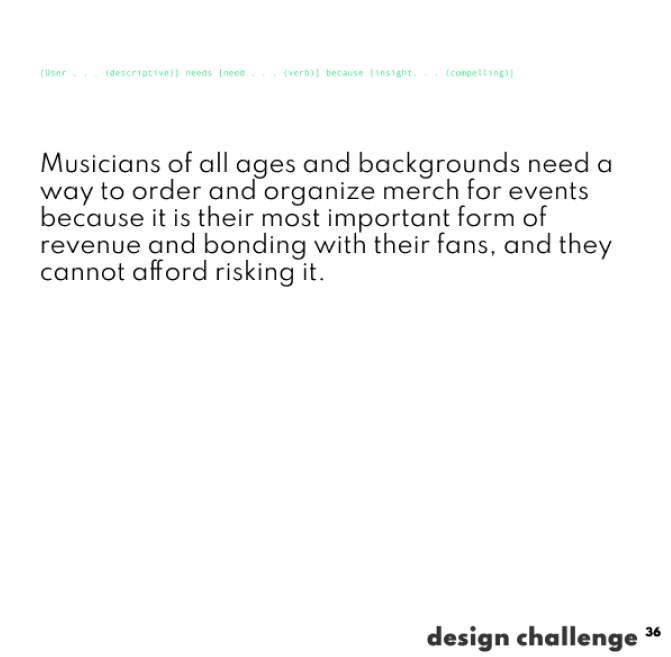 [User . . . (descriptive)] needs [need . . . (verb)] because [insight. . . (compelling)]
Musicians of all ages and backgrounds need a
way to order and organize merch for events
because it is their most important form of
revenue and bonding with their fans, and they
cannot afford risking it.
design challenge 36